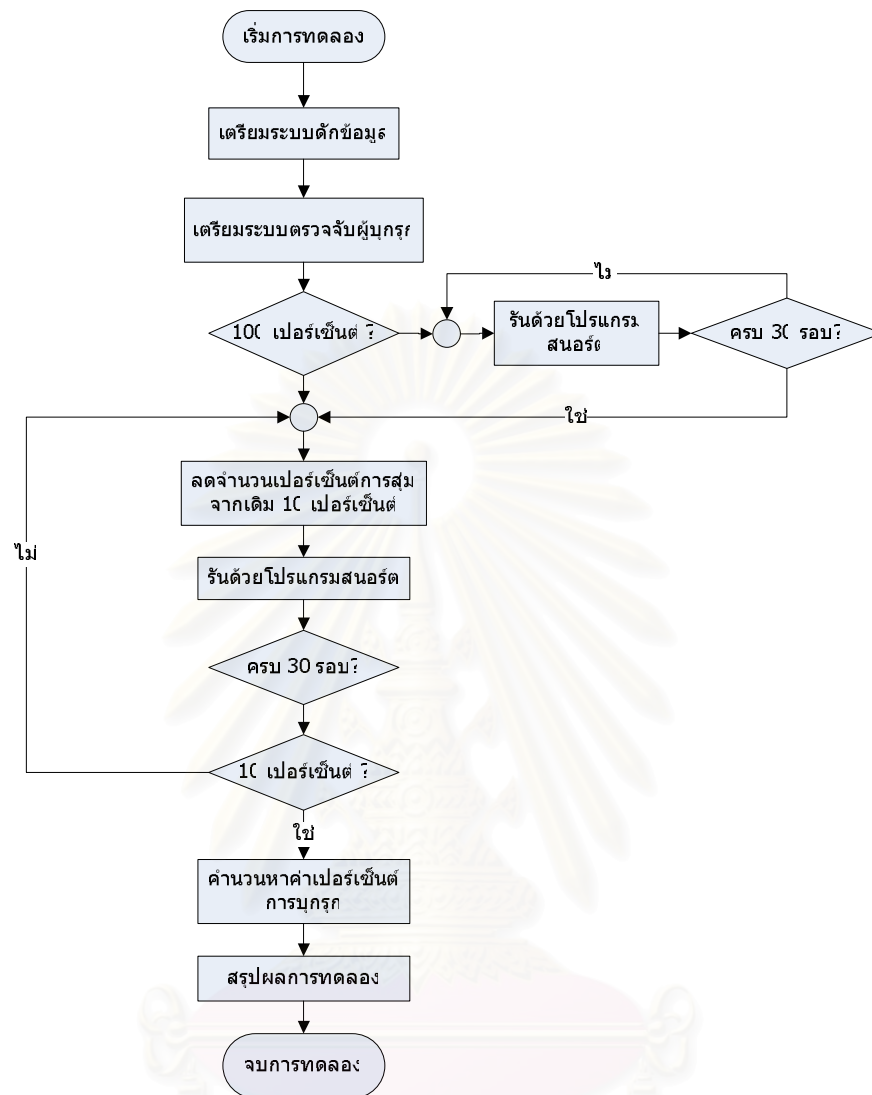 เริ่มการทดลอง
เตรียมระบบดักข้อมูล
เตรียมระบบตรวจจับผู้บุกรุก
100 เปอร์เซ็นต์ ?
ไม่
รันด้วยโปรแกรม
สนอร์ต
ครบ 30 รอบ?
ใช่
ลดจำนวนเปอร์เซ็นต์การสุ่ม
จากเดิม 10 เปอร์เซ็นต์
ไม่
รันด้วยโปรแกรมสนอร์ต
ครบ 30 รอบ?
10 เปอร์เซ็นต์ ?
ใช่
คำนวนหาค่าเปอร์เซ็นต์
การบุกรุก
สรุปผลการทดลอง
จบการทดลอง